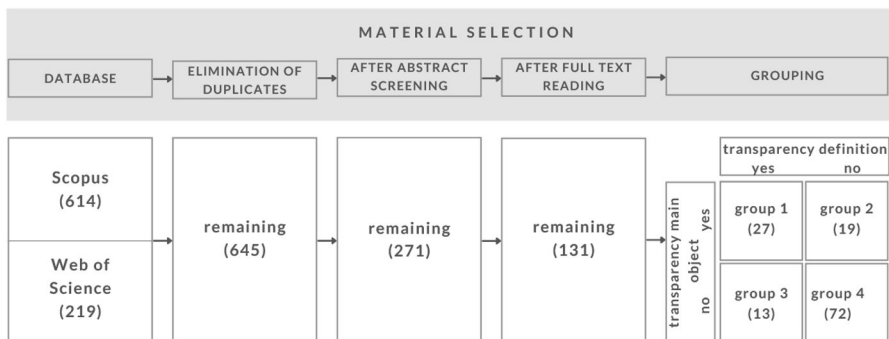 MATERIAL SELECTION
DATABASE
ELIMINATION OF
DUPLICATES
AFTER ABSTRACT
SCREENING
AFTER FULL TEXT
READING
GROUPING
Scopus
(614)
Web of
Science
(219)
remaining
(645)
remaining
(271)
remaining
(131)
transparency definition
yes no
transparency main
object
no yes
group 1
(27)
group 2
(19)
group 3
(13)
group 4
(72)